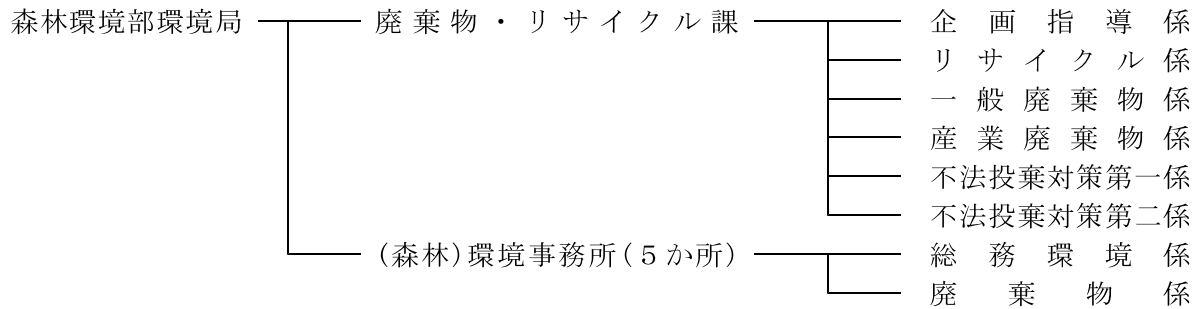 森林環境部環境局 廃棄物・リサイクル課 企画指導係
リサイクル係
一般廃棄物係
産業廃棄物係
不法投棄対策第一係
不法投棄対策第二係
(森林)環境事務所(5か所) 総務環境係
廃棄物係